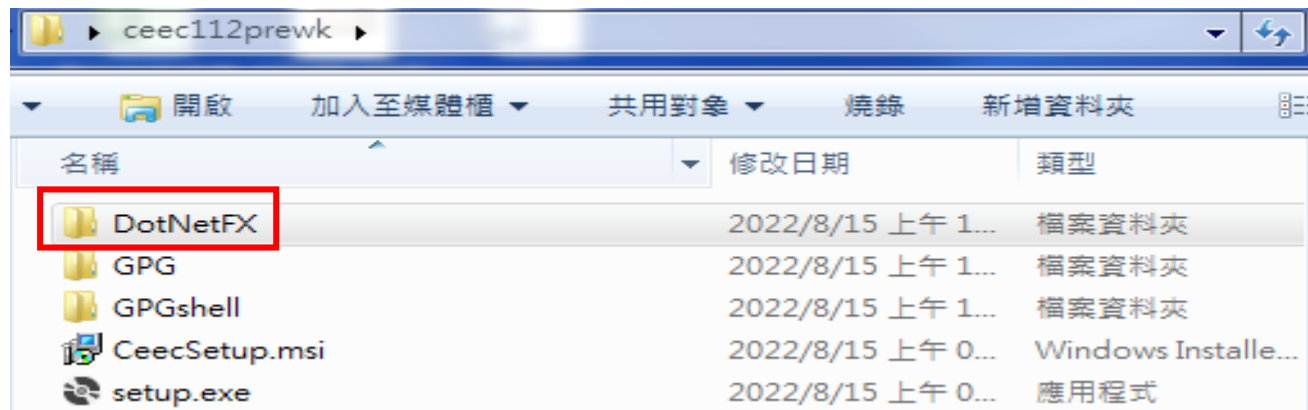 ceec112prewk
開啟 加入至媒體櫃 共用對象 燒錄 新增資料夾
名稱 修改日期 類型
DotNetFX 2022/8/15 上午 1... 檔案資料夾
GPG 2022/8/15 上午 1... 檔案資料夾
GPGshell 2022/8/15 上午 1... 檔案資料夾
CeecSetup.msi 2022/8/15 上午 0... Windows Installe...
setup.exe 2022/8/15 上午 0... 應用程式